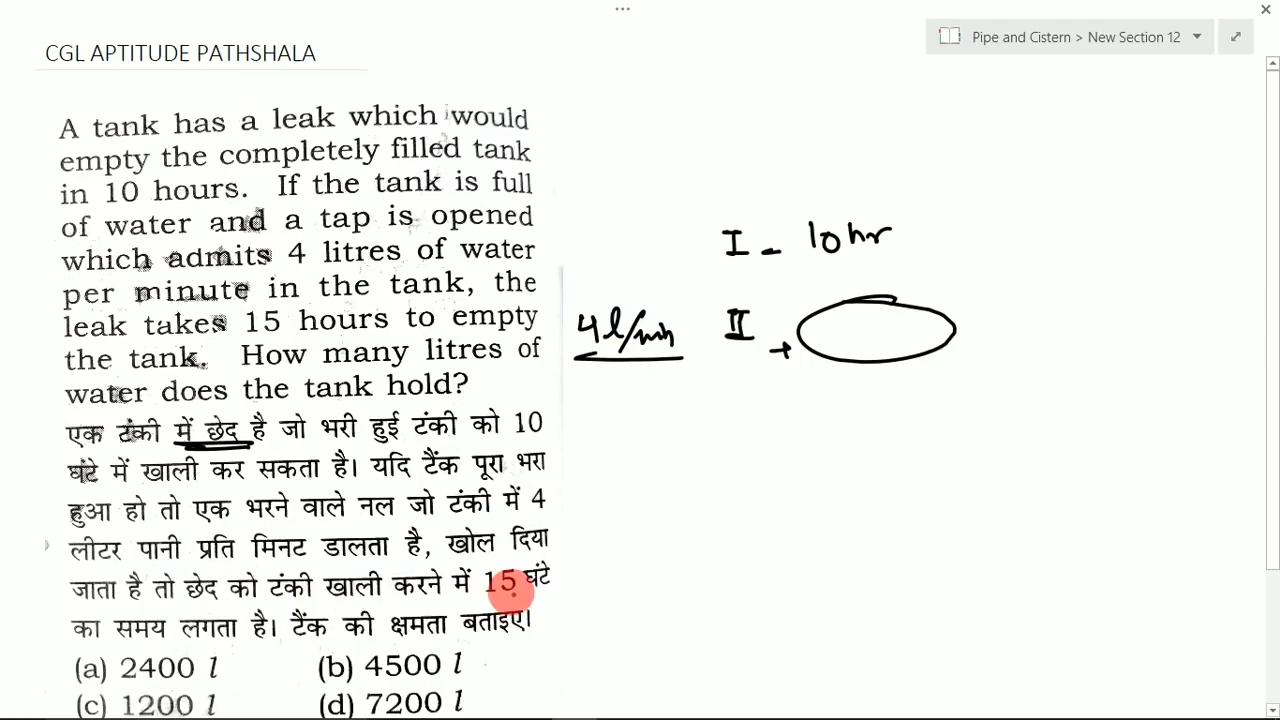 CGL APTITUDE PATHSHALA
Pipe and Cistern > New Section 12
A tank has a leak which would
empty the completely filled tank
in 10 hours. If the tank is full
of water and a tap is opened
which admits 4 litres of water
per minute in the tank, the
leak takes 15 hours to empty
the tank. How many litres of
water does the tank hold?
एक टंकी में छेद है जो भरी हुई टंकी को 10
घंटे में खाली कर सकता है। यदि टैंक पूरा भरा
हुआ हो तो एक भरने वाले नल जो टंकी में 4
लीटर पानी प्रति मिनट डालता है, खोल दिया
जाता है तो छेद को टंकी खाली करने में 15 घंटे
का समय लगता है। टैंक की क्षमता बताइए।
(a) 2400 l (b) 4500 l
(c) 1200 l (d) 7200 l
I - 10 hr
4 l/min II +